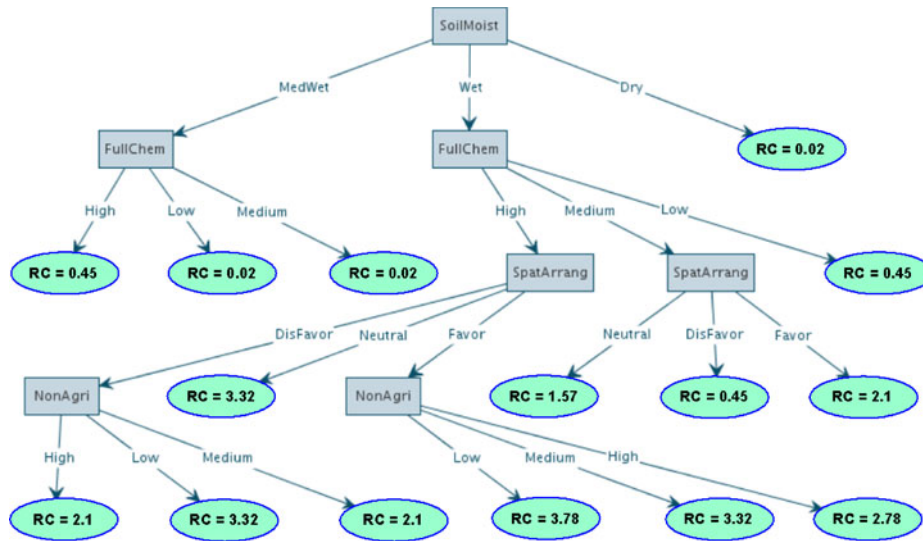 SoilMoist
MedWet
Wet
Dry
FullChem
FullChem
RC = 0.02
High
Low
Medium
High
Medium
Low
RC = 0.45
RC = 0.02
RC = 0.02
SpatArrang
SpatArrang
RC = 0.45
DisFavor
Neutral
Favor
Neutral
DisFavor
Favor
NonAgri
RC = 3.32
NonAgri
RC = 1.57
RC = 0.45
RC = 2.1
High
Low
Medium
Low
Medium
High
RC = 2.1
RC = 3.32
RC = 2.1
RC = 3.78
RC = 3.32
RC = 2.78